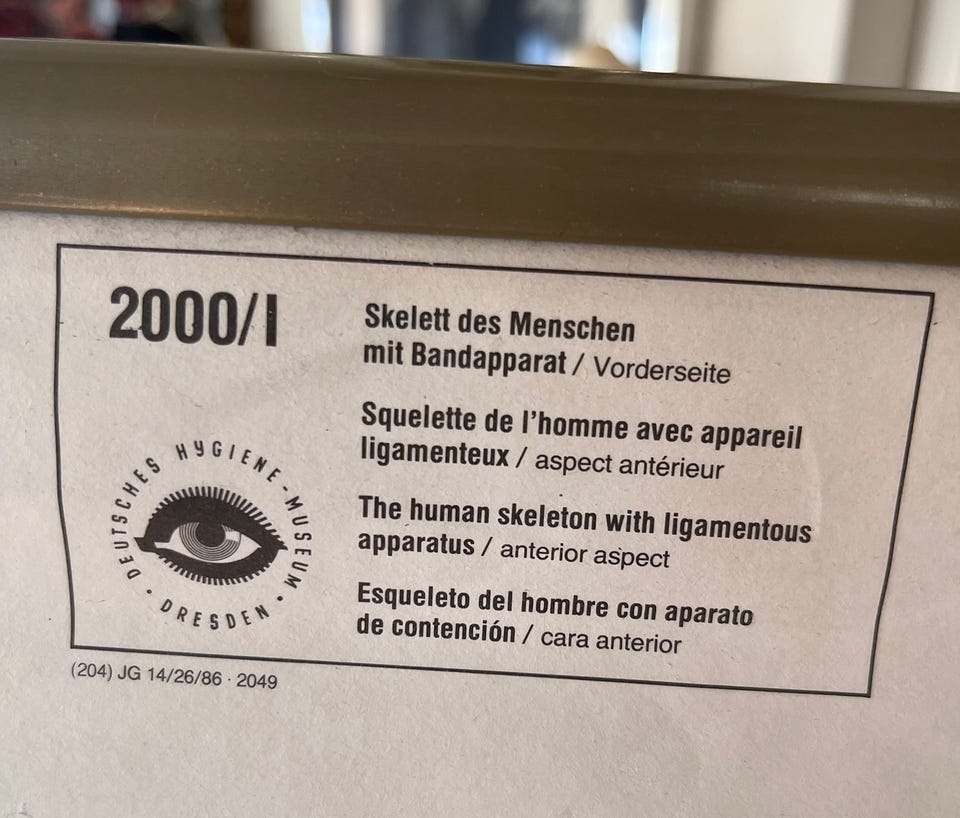 2000/I
Skelett des Menschen
mit Bandapparat / Vorderseite
Squelette de l'homme avec appareil
ligamenteux / aspect antérieur
The human skeleton with ligamentous
apparatus / anterior aspect
Esqueleto del hombre con aparato
de contención / cara anterior
DEUTSCHES HYGIENE-MUSEUM · DRESDEN ·
(204) JG 14/26/86 · 2049